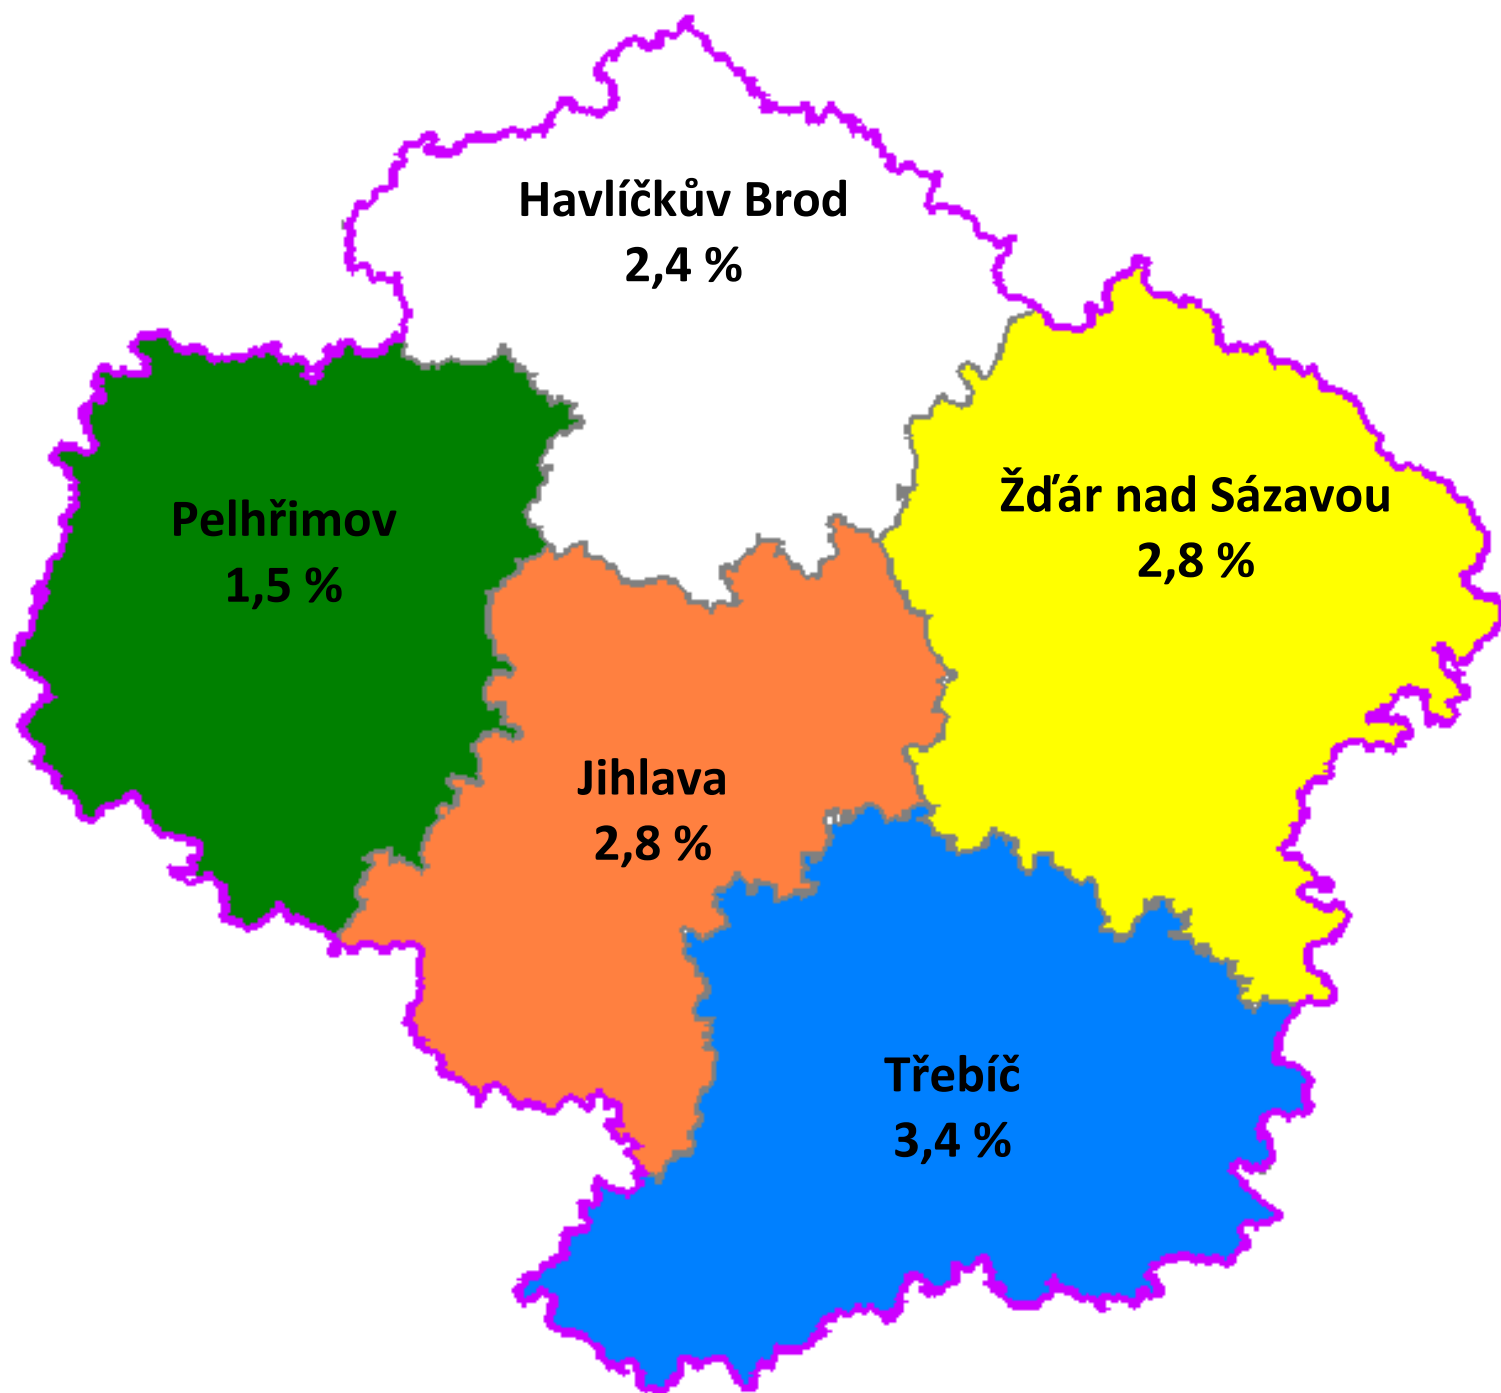 Havlíčkův Brod
2,4 %
Žďár nad Sázavou
2,8 %
Pelhřimov
1,5 %
Jihlava
2,8 %
Třebíč
3,4 %